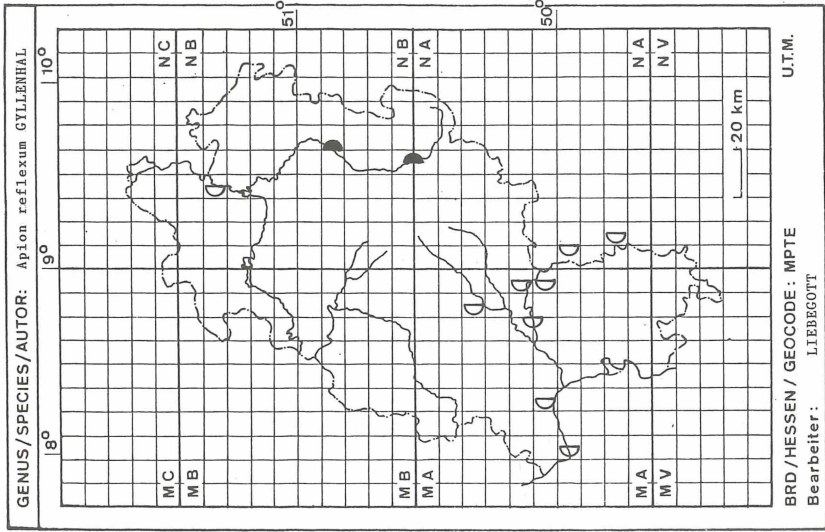 GENUS/SPECIES/AUTOR: Apion reflexum GYLLENHAL
8° 9° 10°
MC NC
MB NB
51°
MB NB
MA NA
50°
MA NA
MV NV
20 km
BRD/HESSEN/GEOCODE: MPTE U.T.M.
Bearbeiter: LIEBEGOTT